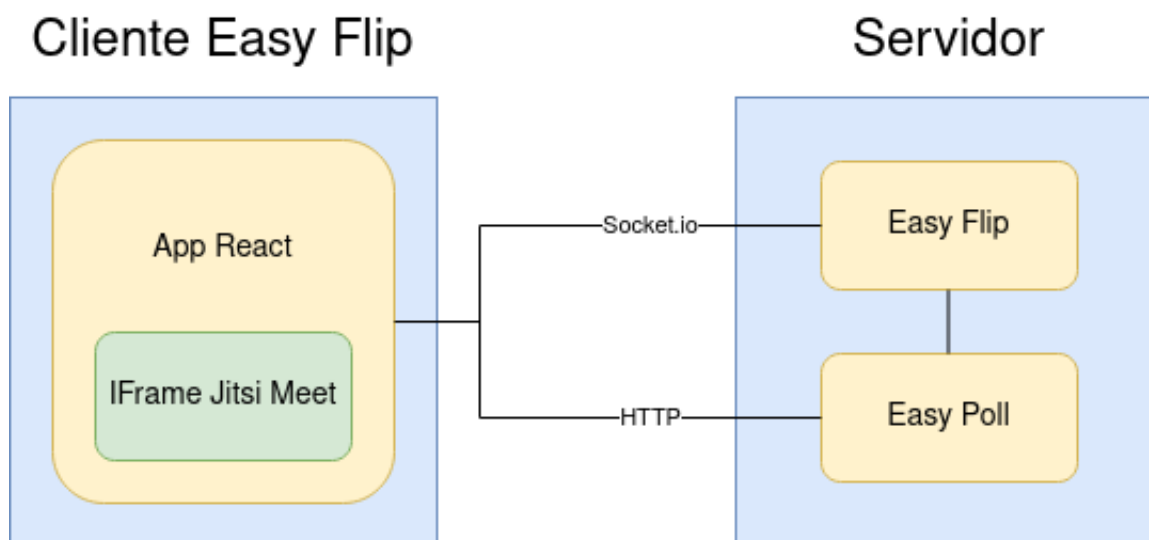 Cliente Easy Flip
Servidor
App React
IFrame Jitsi Meet
Socket.io
HTTP
Easy Flip
Easy Poll